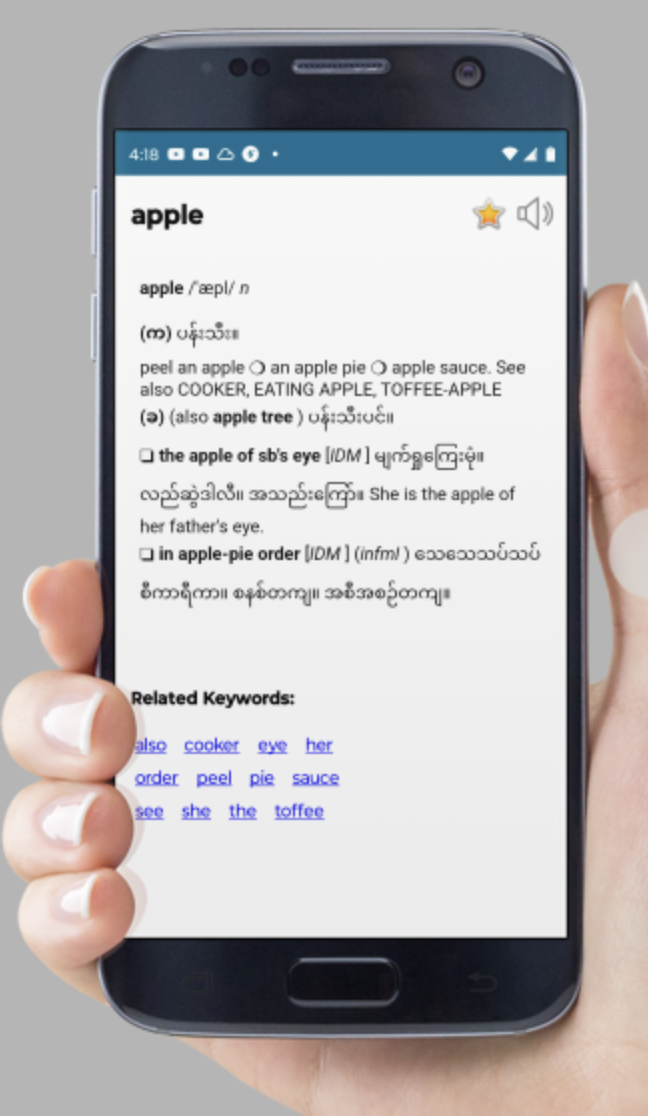 4:18
apple
apple /ˈæpl/ n
(က) ပန်းသီး။
peel an apple ❍ an apple pie ❍ apple sauce. See
also COOKER, EATING APPLE, TOFFEE-APPLE
(ခ) (also apple tree ) ပန်းသီးပင်။
❏ the apple of sb's eye [IDM ] မျက်ရှုကြေးမုံ။
လည်ဆွဲဒါလီ။ အသည်းကြော်။ She is the apple of
her father's eye.
❏ in apple-pie order [IDM ] (infml ) သေသေသပ်သပ်
စီကာရီကာ။ စနစ်တကျ။ အစီအစဉ်တကျ။
Related Keywords:
also cooker eye her
order peel pie sauce
see she the toffee